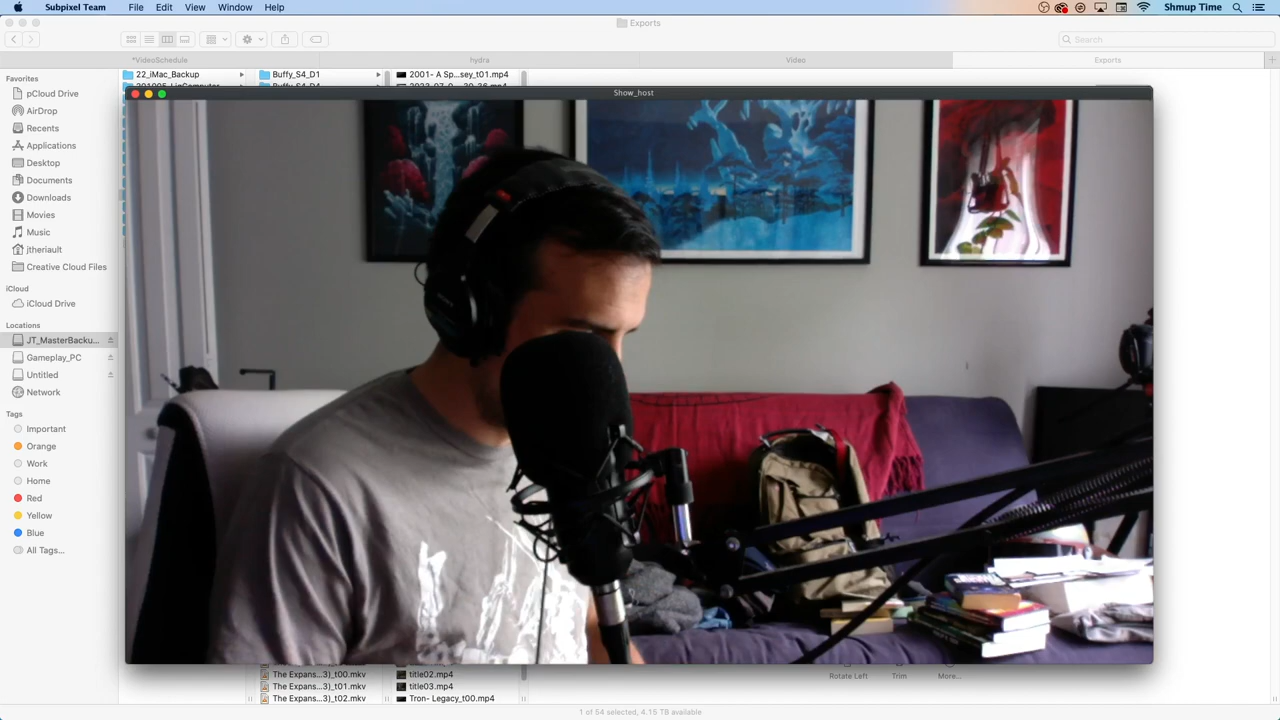 Subpixel Team File Edit View Window Help Shmup Time
Exports
Search
*VideoSchedule hydra Video Exports
Favorites
pCloud Drive
AirDrop
Recents
Applications
Desktop
Documents
Downloads
Movies
Music
jtheriault
Creative Cloud Files
iCloud
iCloud Drive
Locations
JT_MasterBacku...
Gameplay_PC
Untitled
Network
Tags
Important
Orange
Work
Home
Red
Yellow
Blue
All Tags...
22_iMac_Backup Buffy_S4_D1 2001- A Sp...sey_t01.mp4
Show_host
Rotate Left Trim More...
The Expans...3)_t00.mkv title02.mp4
The Expans...3)_t01.mkv title03.mp4
The Expans...3)_t02.mkv Tron- Legacy_t00.mp4
1 of 54 selected, 4.15 TB available